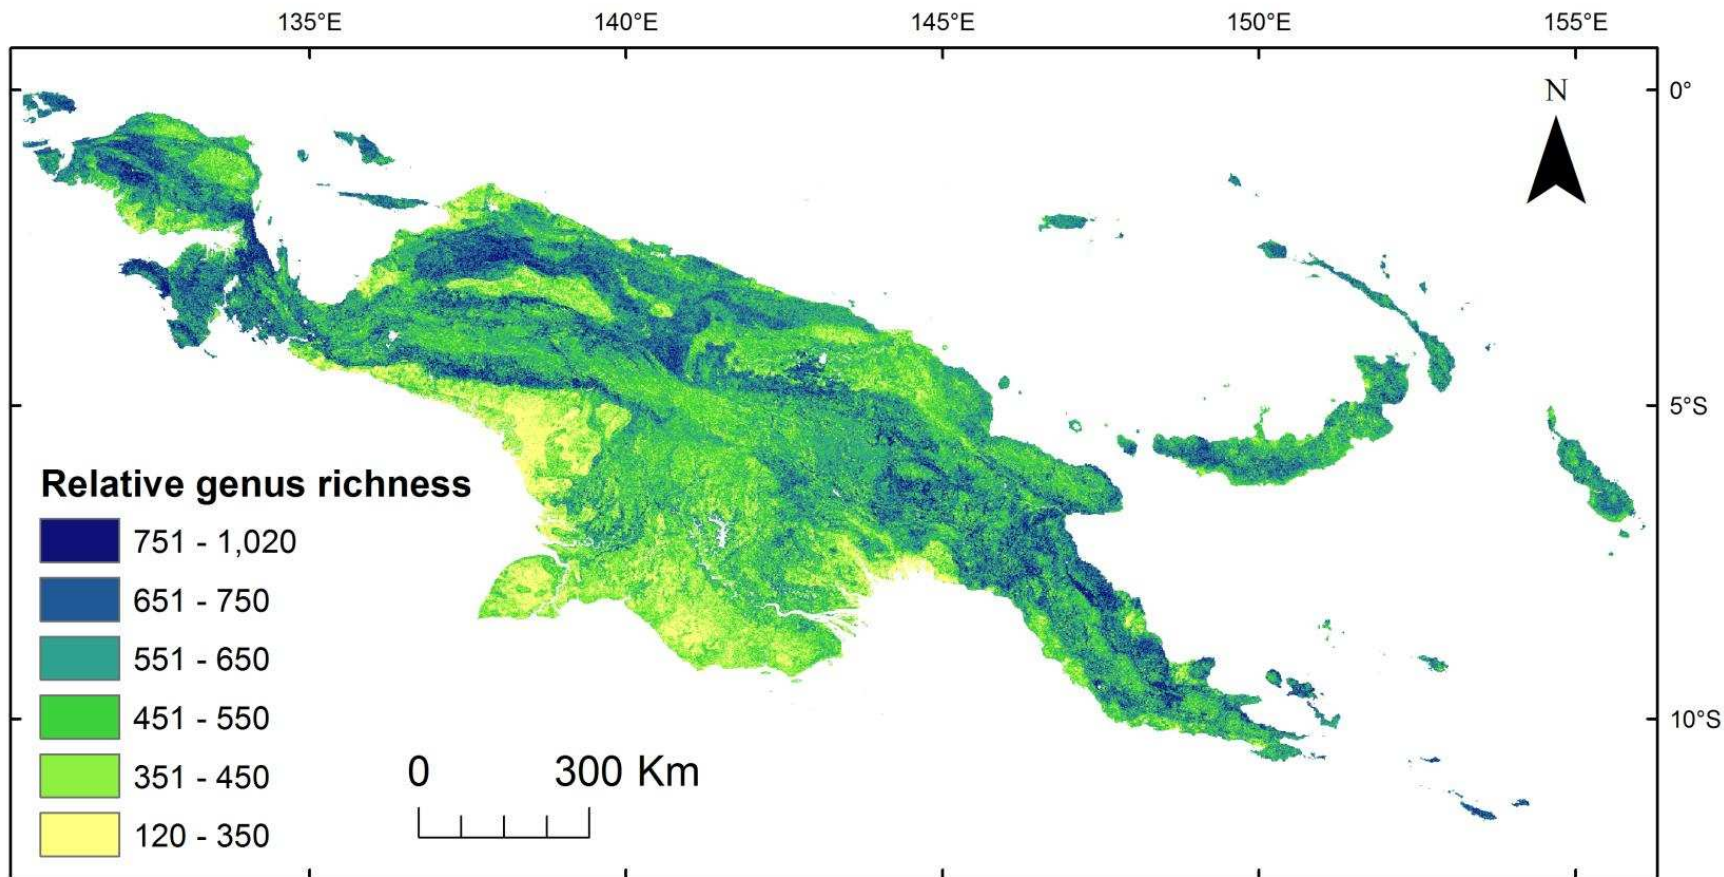 135°E 140°E 145°E 150°E 155°E
N
0°
5°S
10°S
Relative genus richness
751 - 1,020
651 - 750
551 - 650
451 - 550
351 - 450
120 - 350
0 300 Km